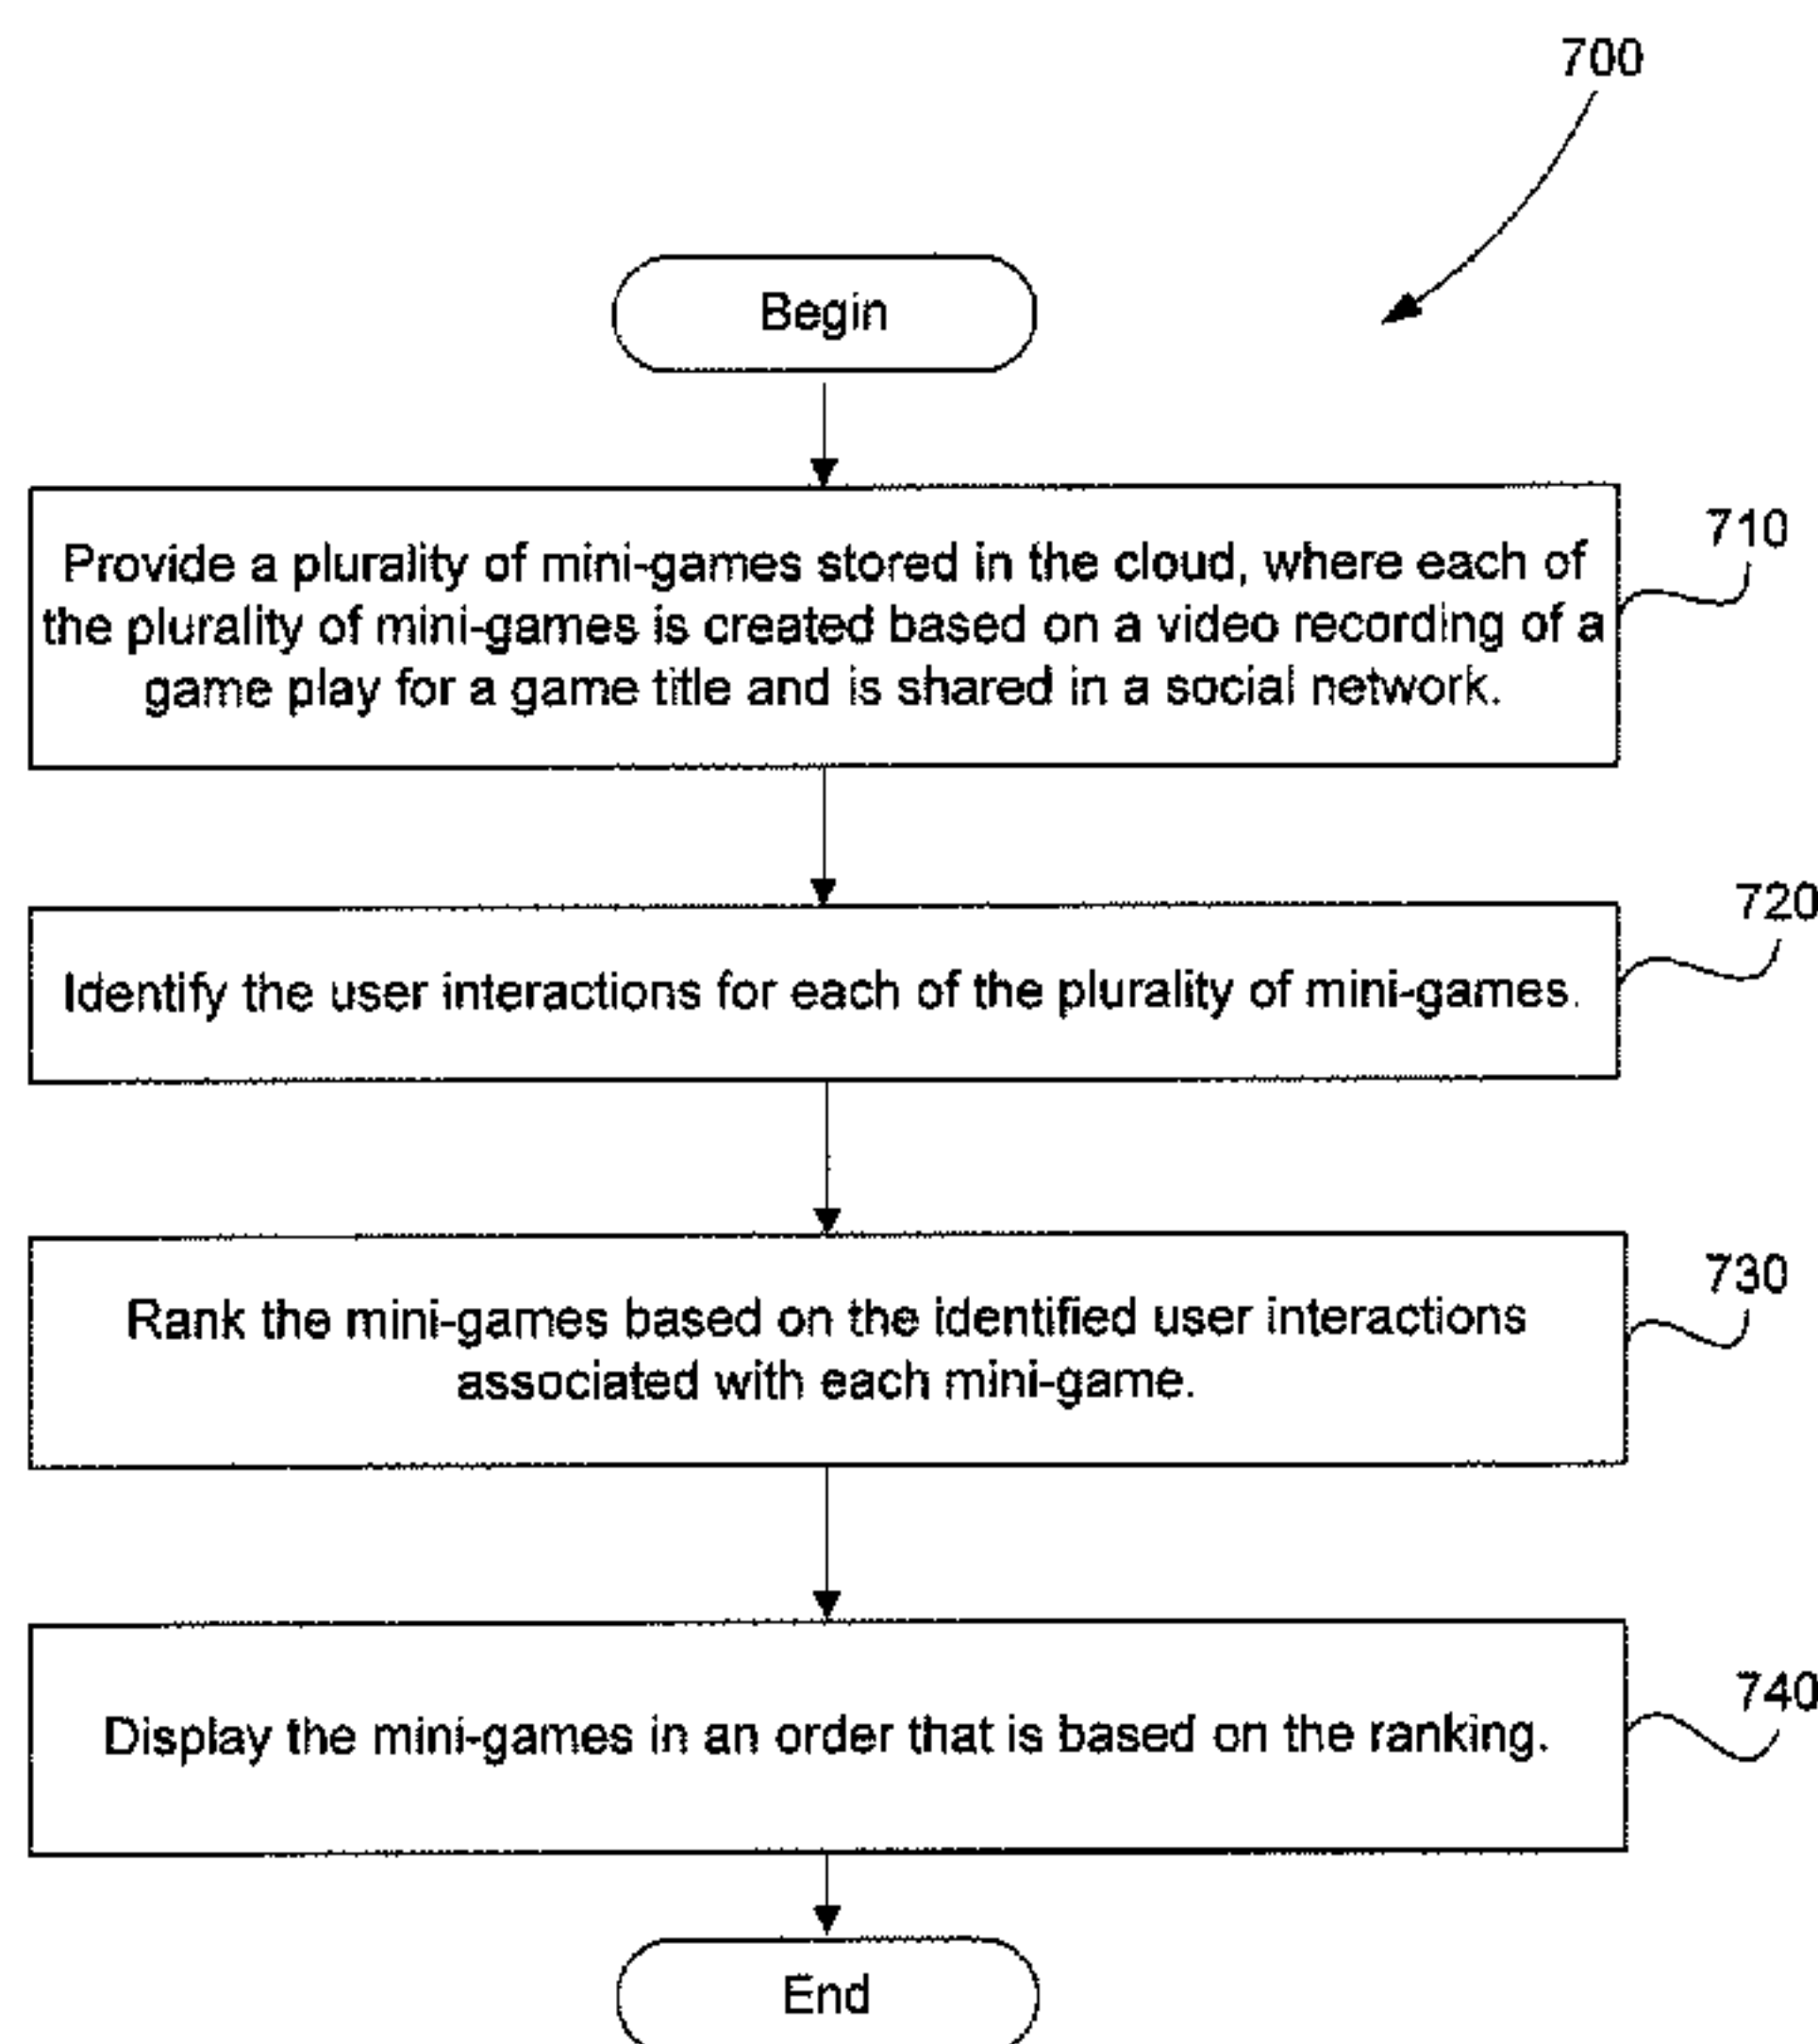 700
Begin
Provide a plurality of mini-games stored in the cloud, where each of
the plurality of mini-games is created based on a video recording of a
game play for a game title and is shared in a social network.
710
Identify the user interactions for each of the plurality of mini-games.
720
Rank the mini-games based on the identified user interactions
associated with each mini-game.
730
Display the mini-games in an order that is based on the ranking.
740
End